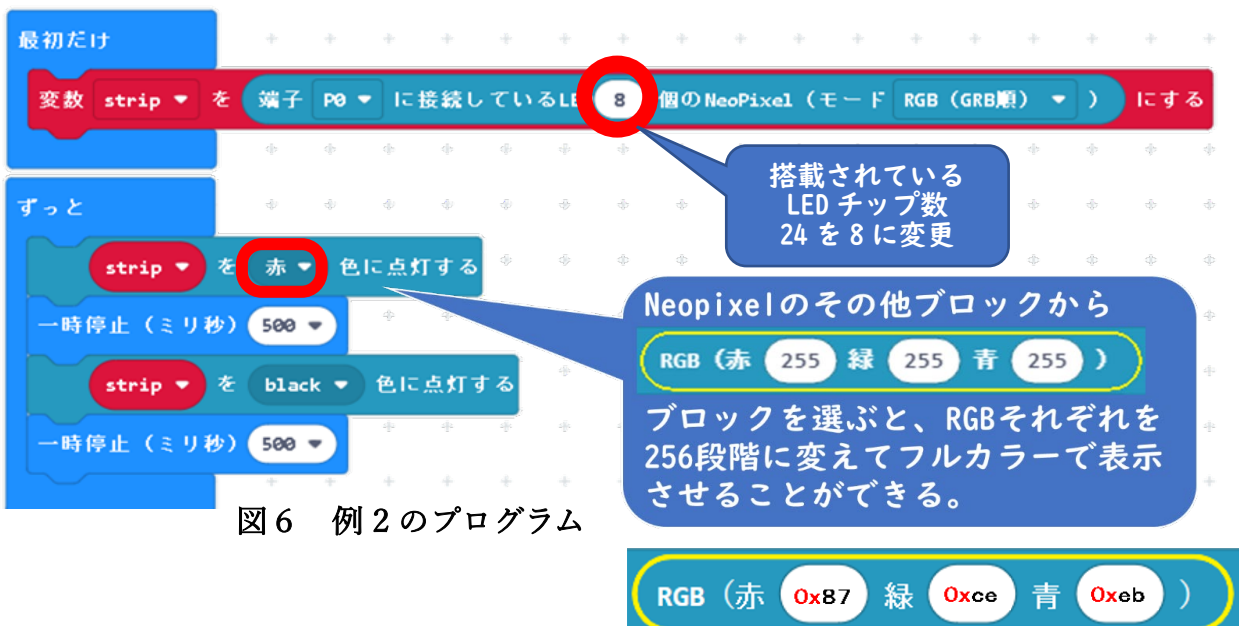 最初だけ
変数 strip ▼ を 端子 P0 ▼ に接続しているLE 8 個のNeoPixel（モード RGB（GRB順） ▼ ） にする
搭載されている
LED チップ数
24 を 8 に変更
ずっと
strip ▼ を 赤 ▼ 色に点灯する
一時停止（ミリ秒） 500 ▼
strip ▼ を black ▼ 色に点灯する
一時停止（ミリ秒） 500 ▼
Neopixelのその他ブロックから
RGB（赤 255 緑 255 青 255 ）
ブロックを選ぶと、RGBそれぞれを
256段階に変えてフルカラーで表示
させることができる。
図６　例２のプログラム
RGB（赤 0x87 緑 0xce 青 0xeb ）